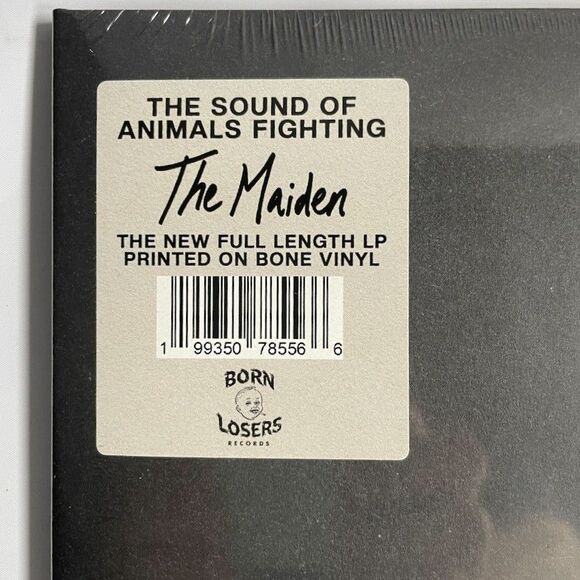 THE SOUND OF
ANIMALS FIGHTING
The Maiden
THE NEW FULL LENGTH LP
PRINTED ON BONE VINYL
1 99350 78556 6
BORN
LOSERS
RECORDS